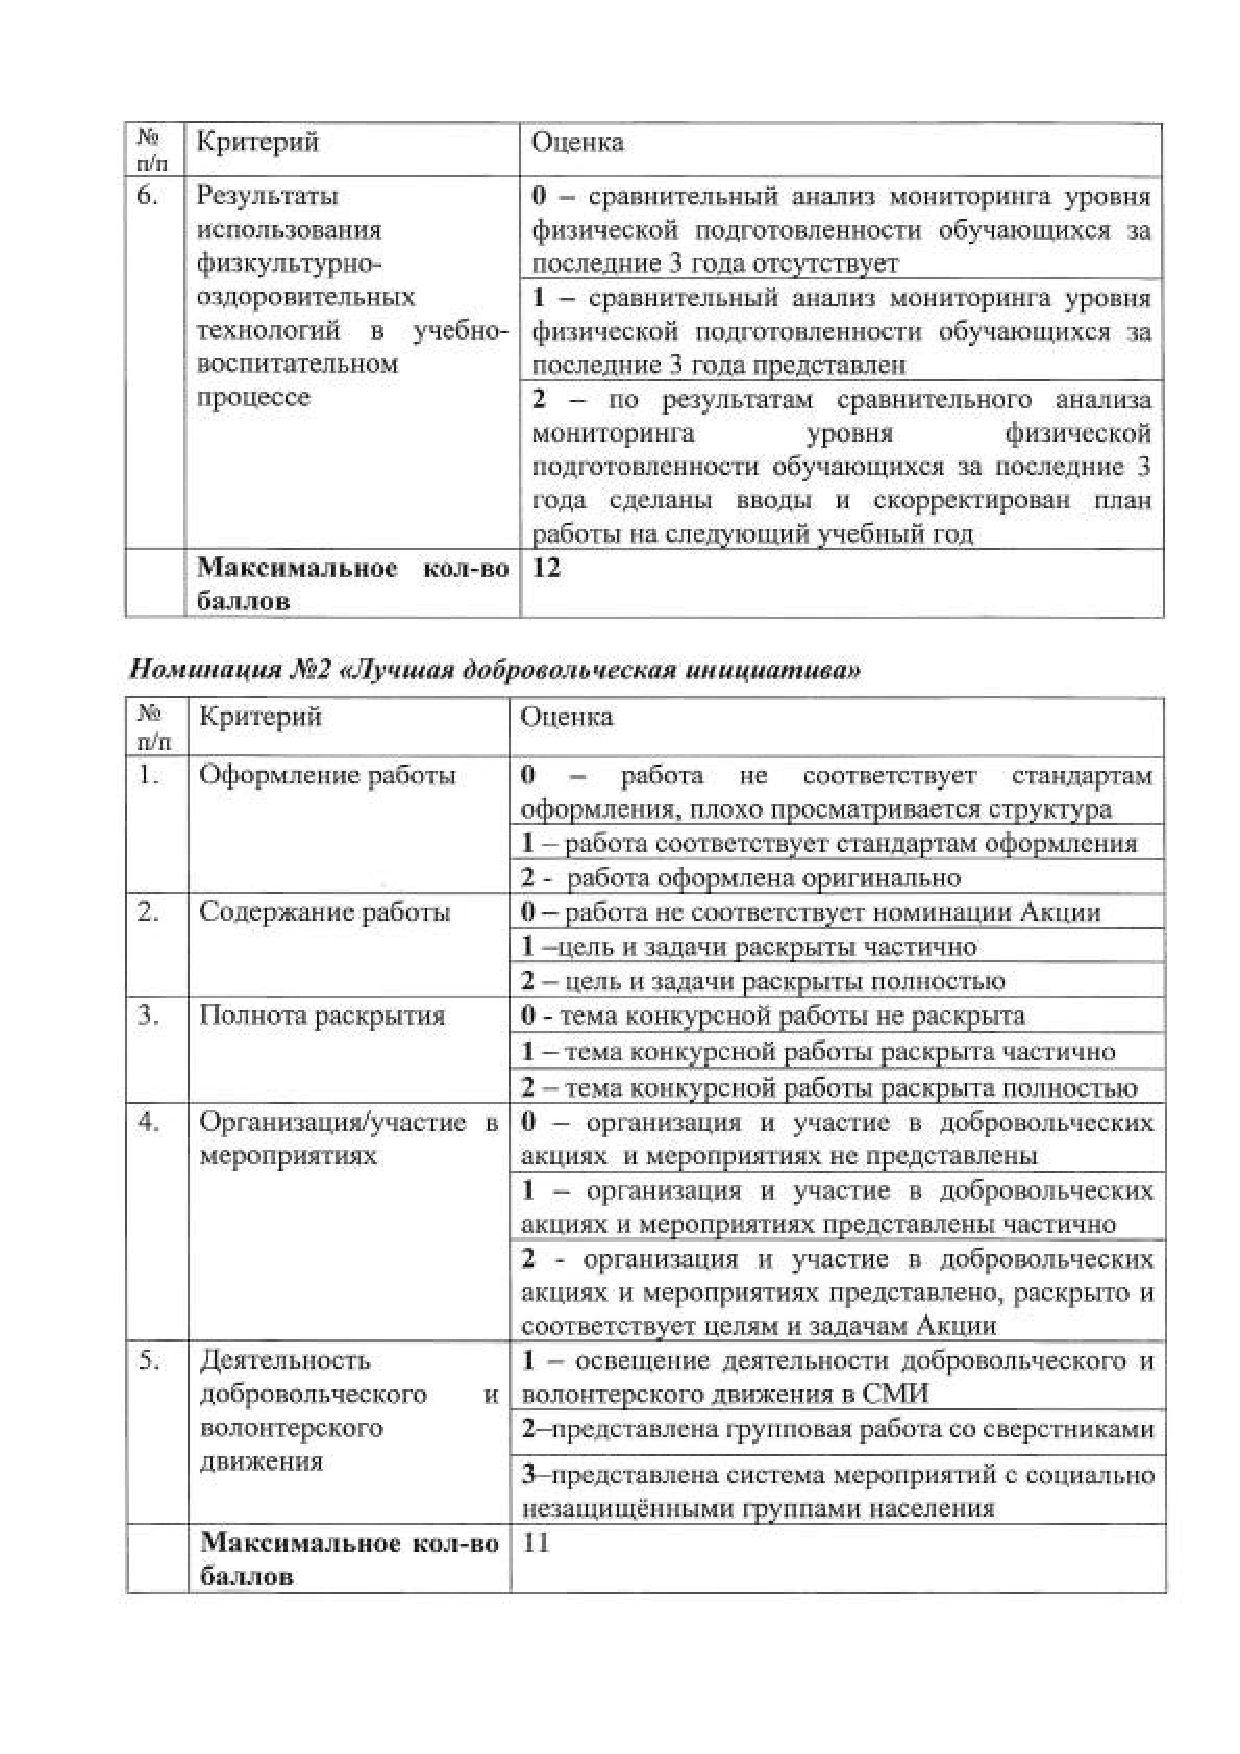 № п/п Критерий Оценка
6. Результаты использования физкультурно-оздоровительных технологий в учебно-воспитательном процессе
0 – сравнительный анализ мониторинга уровня
физической подготовленности обучающихся за
последние 3 года отсутствует
1 – сравнительный анализ мониторинга уровня
физической подготовленности обучающихся за
последние 3 года представлен
2 – по результатам сравнительного анализа
мониторинга уровня физической
подготовленности обучающихся за последние 3
года сделаны вводы и скорректирован план
работы на следующий учебный год
Максимальное кол-во баллов 12
Номинация №2 «Лучшая добровольческая инициатива»
№ п/п Критерий Оценка
1. Оформление работы
0 – работа не соответствует стандартам
оформления, плохо просматривается структура
1 – работа соответствует стандартам оформления
2 - работа оформлена оригинально
2. Содержание работы
0 – работа не соответствует номинации Акции
1 –цель и задачи раскрыты частично
2 – цель и задачи раскрыты полностью
3. Полнота раскрытия
0 - тема конкурсной работы не раскрыта
1 – тема конкурсной работы раскрыта частично
2 – тема конкурсной работы раскрыта полностью
4. Организация/участие в мероприятиях
0 – организация и участие в добровольческих
акциях и мероприятиях не представлены
1 – организация и участие в добровольческих
акциях и мероприятиях представлены частично
2 - организация и участие в добровольческих
акциях и мероприятиях представлено, раскрыто и
соответствует целям и задачам Акции
5. Деятельность добровольческого и волонтерского движения
1 – освещение деятельности добровольческого и
волонтерского движения в СМИ
2–представлена групповая работа со сверстниками
3–представлена система мероприятий с социально
незащищёнными группами населения
Максимальное кол-во баллов 11